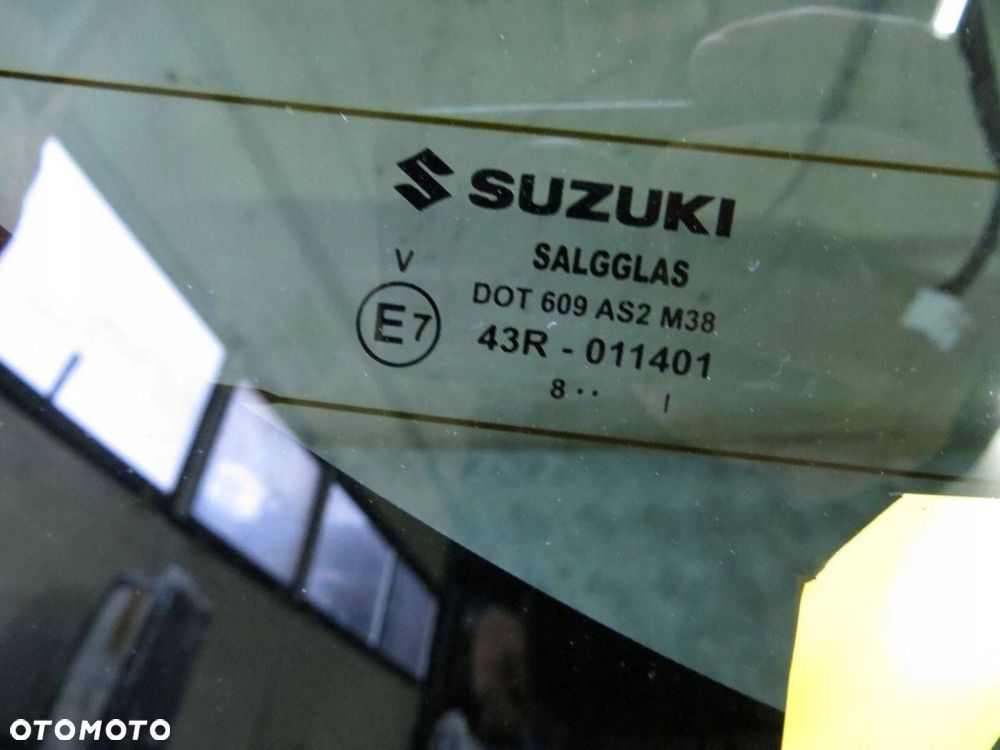 SUZUKI
V SALGGLAS
DOT 609 AS2 M38
E7 43R - 011401
8 ·· I
OTOMOTO